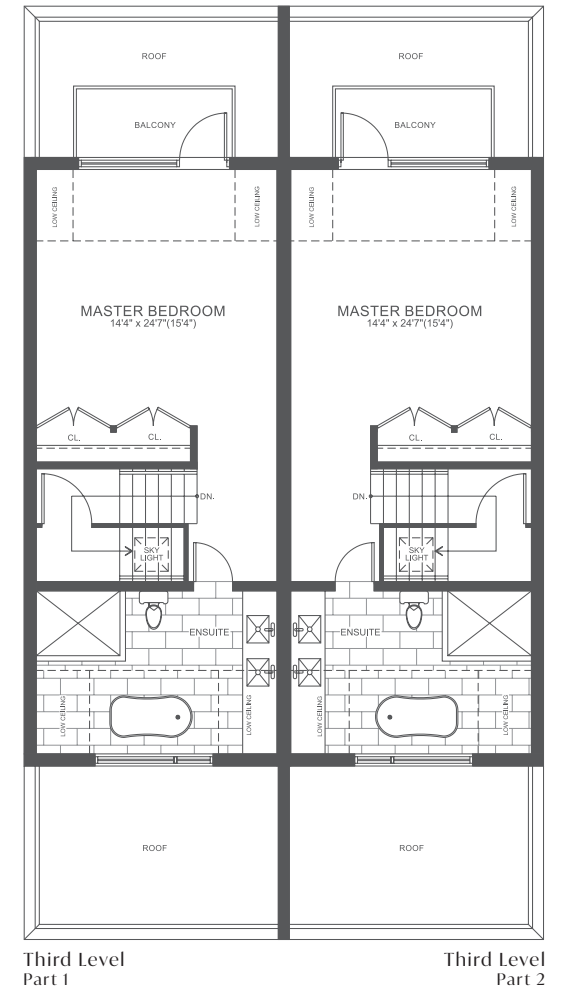 ROOF
ROOF
BALCONY
BALCONY
LOW CEILING
LOW CEILING
LOW CEILING
LOW CEILING
MASTER BEDROOM
14'4" x 24'7"(15'4")
MASTER BEDROOM
14'4" x 24'7"(15'4")
CL.
CL.
CL.
CL.
DN.
DN.
SKY
LIGHT
SKY
LIGHT
ENSUITE
ENSUITE
LOW CEILING
LOW CEILING
LOW CEILING
LOW CEILING
ROOF
ROOF
Third Level
Part 1
Third Level
Part 2